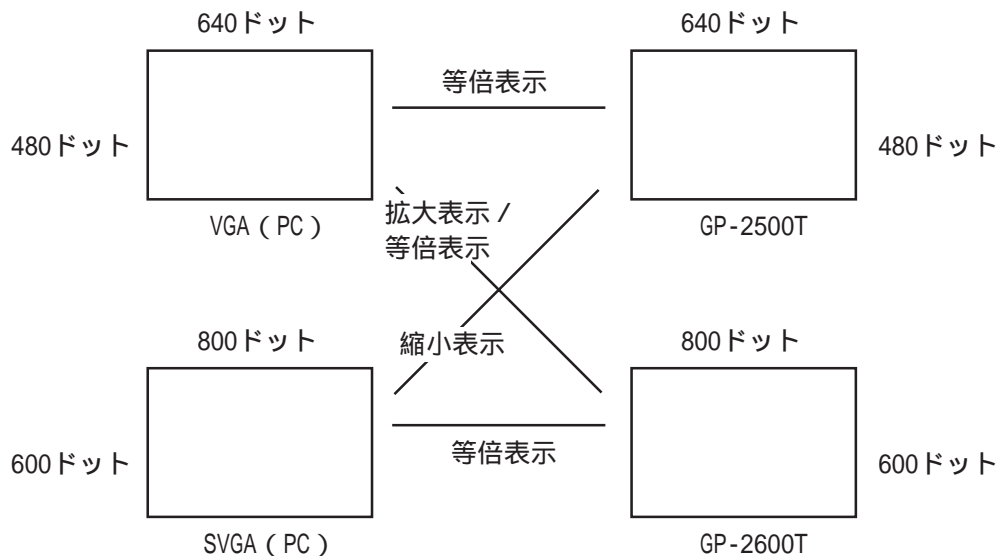 640ドット
640ドット
等倍表示
480ドット
480ドット
VGA ( PC )
拡大表示 /
等倍表示
GP-2500T
800ドット
縮小表示
800ドット
600ドット
等倍表示
600ドット
SVGA ( PC )
GP-2600T